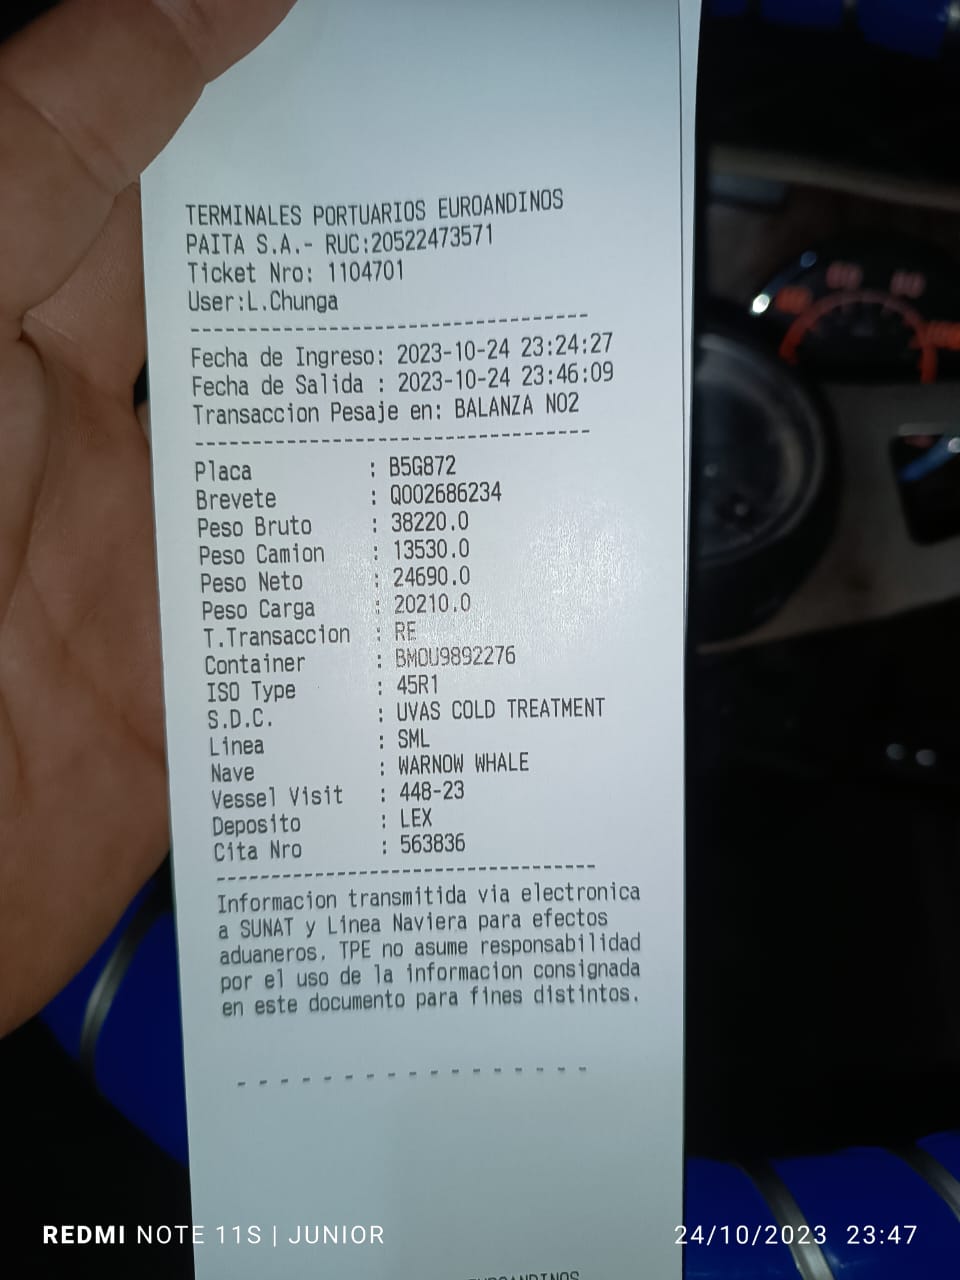 TERMINALES PORTUARIOS EUROANDINOS
PAITA S.A.- RUC:20522473571
Ticket Nro: 1104701
User:L.Chunga
---------------------------------
Fecha de Ingreso: 2023-10-24 23:24:27
Fecha de Salida : 2023-10-24 23:46:09
Transaccion Pesaje en: BALANZA NO2
---------------------------------
Placa : B5G872
Brevete : Q002686234
Peso Bruto : 38220.0
Peso Camion : 13530.0
Peso Neto : 24690.0
Peso Carga : 20210.0
T.Transaccion : RE
Container : BMOU9892276
ISO Type : 45R1
S.D.C. : UVAS COLD TREATMENT
Linea : SML
Nave : WARNOW WHALE
Vessel Visit : 448-23
Deposito : LEX
Cita Nro : 563836
---------------------------------
Informacion transmitida via electronica
a SUNAT y Linea Naviera para efectos
aduaneros, TPE no asume responsabilidad
por el uso de la informacion consignada
en este documento para fines distintos.
- - - - - - - - - - - - - - - - -
REDMI NOTE 11S | JUNIOR
24/10/2023 23:47
EUROANDINOS